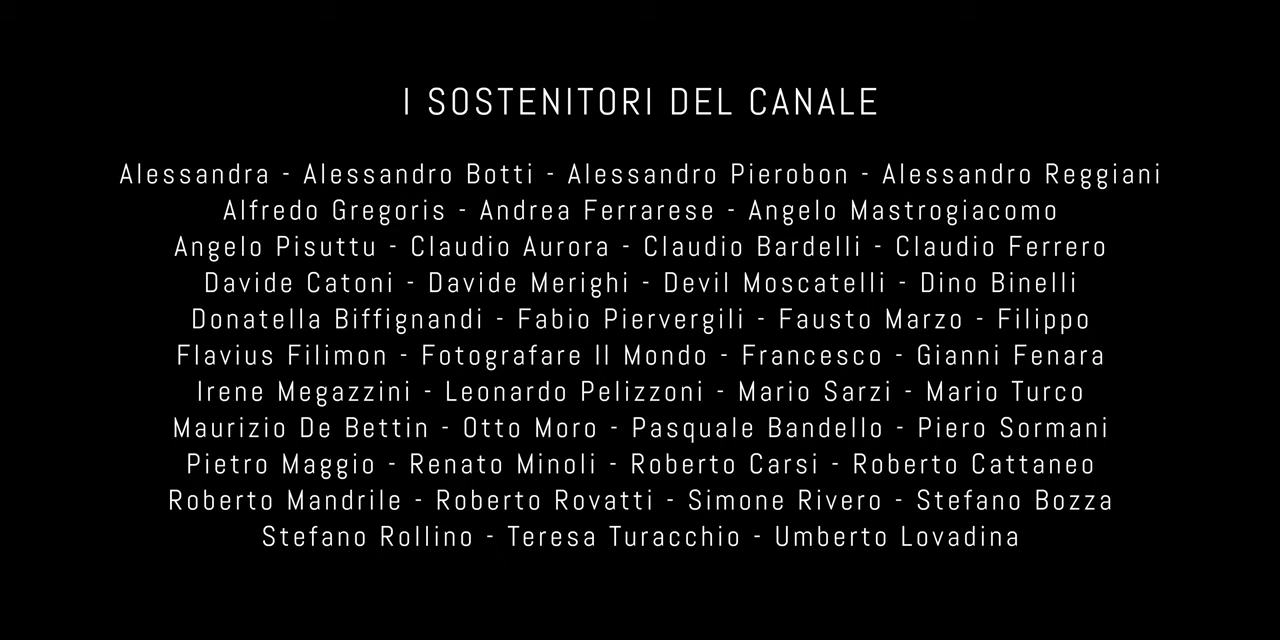 I SOSTENITORI DEL CANALE
Alessandra - Alessandro Botti - Alessandro Pierobon - Alessandro Reggiani
Alfredo Gregoris - Andrea Ferrarese - Angelo Mastrogiacomo
Angelo Pisuttu - Claudio Aurora - Claudio Bardelli - Claudio Ferrero
Davide Catoni - Davide Merighi - Devil Moscatelli - Dino Binelli
Donatella Biffignandi - Fabio Piervergili - Fausto Marzo - Filippo
Flavius Filimon - Fotografare Il Mondo - Francesco - Gianni Fenara
Irene Megazzini - Leonardo Pelizzoni - Mario Sarzi - Mario Turco
Maurizio De Bettin - Otto Moro - Pasquale Bandello - Piero Sormani
Pietro Maggio - Renato Minoli - Roberto Carsi - Roberto Cattaneo
Roberto Mandrile - Roberto Rovatti - Simone Rivero - Stefano Bozza
Stefano Rollino - Teresa Turacchio - Umberto Lovadina